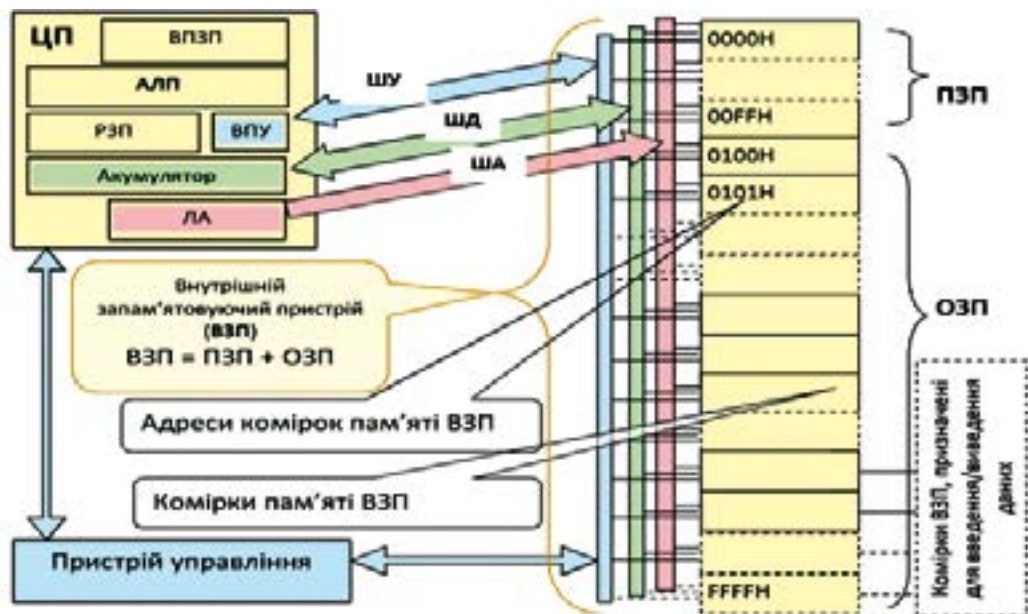 ЦП
ВПЗП
АЛП
РЗП
ВПУ
Акумулятор
ЛА
ШУ
ШД
ША
0000H
00FFH
0100H
0101H
FFFFH
ПЗП
ОЗП
Внутрішній
запам'ятовуючий пристрій
(ВЗП)
ВЗП = ПЗП + ОЗП
Адреси комірок пам'яті ВЗП
Комірки пам'яті ВЗП
Пристрій управління
Комірки ВЗП, призначені
для введення/виведення
даних